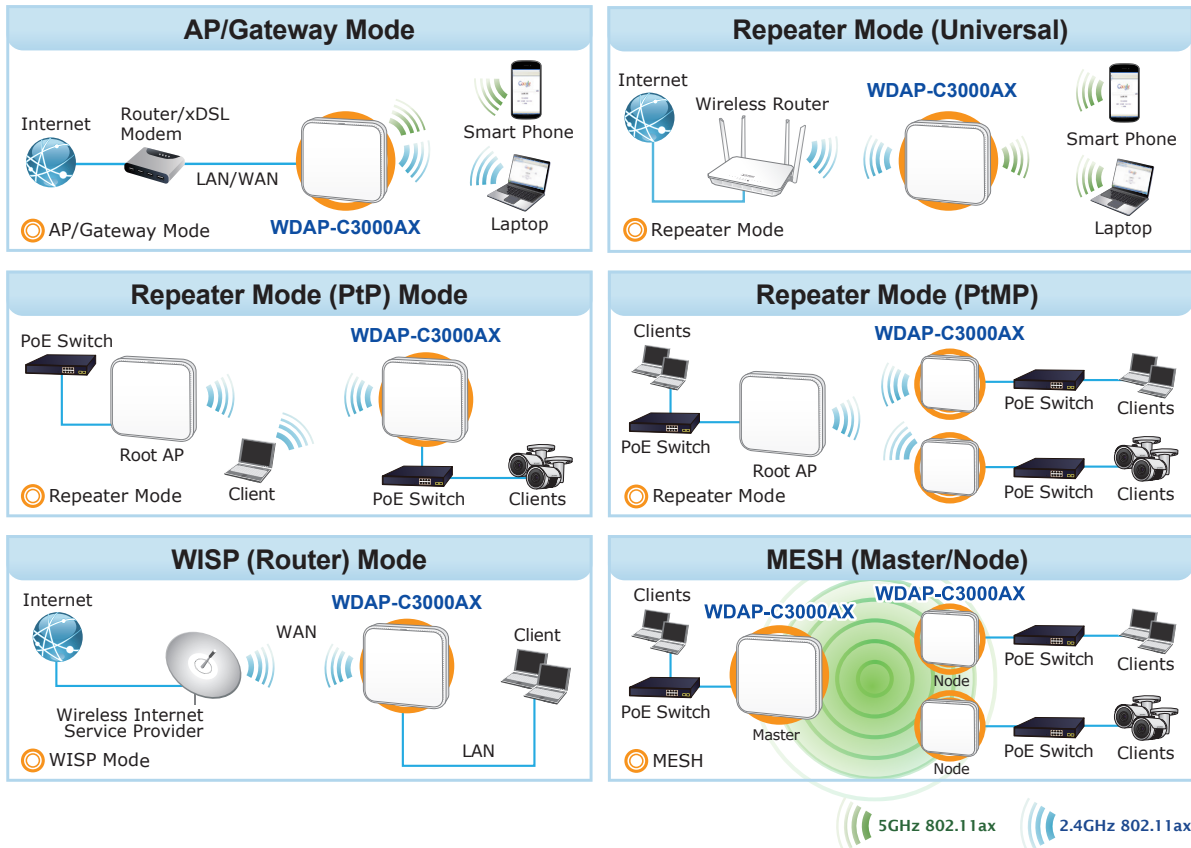 AP/Gateway Mode
Internet
Router/xDSL
Modem
LAN/WAN
WDAP-C3000AX
Smart Phone
Laptop
AP/Gateway Mode
Repeater Mode (Universal)
Internet
Wireless Router
WDAP-C3000AX
Smart Phone
Laptop
Repeater Mode
Repeater Mode (PtP) Mode
PoE Switch
Root AP
Client
WDAP-C3000AX
PoE Switch
Clients
Repeater Mode
Repeater Mode (PtMP)
Clients
PoE Switch
Root AP
WDAP-C3000AX
PoE Switch
Clients
PoE Switch
Clients
Repeater Mode
WISP (Router) Mode
Internet
Wireless Internet
Service Provider
WAN
WDAP-C3000AX
Client
LAN
WISP Mode
MESH (Master/Node)
Clients
PoE Switch
WDAP-C3000AX
Master
WDAP-C3000AX
Node
PoE Switch
Clients
Node
PoE Switch
Clients
MESH
5GHz 802.11ax
2.4GHz 802.11ax